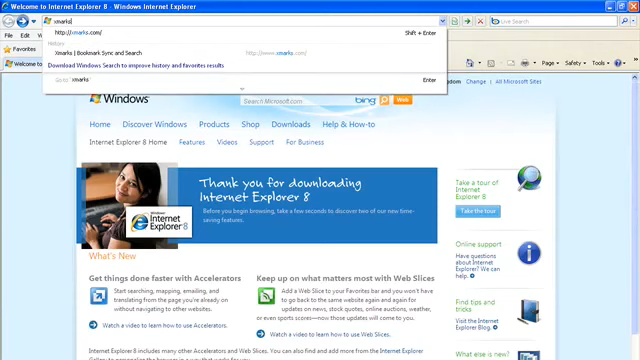 Welcome to Internet Explorer 8 - Windows Internet Explorer
xmarks
http://xmarks.com/
Shift + Enter
History
Xmarks | Bookmark Sync and Search
http://www.xmarks.com/
Download Windows Search to improve history and favorites results
Go to 'xmarks'
Enter
Live Search
Favorites
Welcome to Inter
Page
Safety
Tools
Change | All Microsoft Sites
Windows
Search Microsoft.com
bing
Web
Home
Discover Windows
Products
Shop
Downloads
Help & How-to
Internet Explorer 8 Home
Features
Videos
Support
For Business
Thank you for downloading
Internet Explorer 8
Before you begin browsing, take a few seconds to discover two of our new time-
saving features.
Windows
Internet
Explorer 8
Take a tour of
Internet
Explorer 8
Take the tour
Online support
Have questions
about Internet
Explorer? We can
help.
Find tips and
tricks
Visit the Internet
Explorer Blog.
What else is new?
What's New
Get things done faster with Accelerators
Start searching, mapping, emailing, and
translating from the page you're already on
without navigating to other websites.
Watch a video to learn how to use Accelerators.
Keep up on what matters most with Web Slices
Add a Web Slice to your Favorites bar and you won't
have to go back to the same website again and again for
updates on news, stock quotes, online auctions, weather,
or even sports scores—now those updates will come to you.
Watch a video to learn how to use Web Slices.
Internet Explorer 8 includes many other Accelerators and Web Slices. You can also find and add more from the Internet Explorer